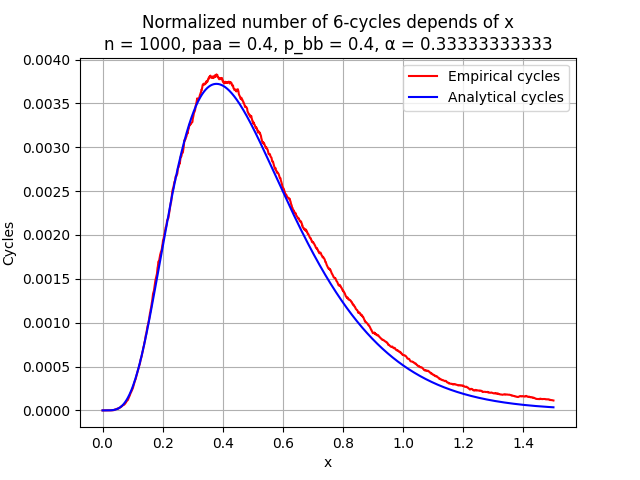 Normalized number of 6-cycles depends of x
n = 1000, paa = 0.4, p_bb = 0.4, α = 0.33333333333
Empirical cycles
Analytical cycles
Cycles
0.0040
0.0035
0.0030
0.0025
0.0020
0.0015
0.0010
0.0005
0.0000
0.0 0.2 0.4 0.6 0.8 1.0 1.2 1.4
x